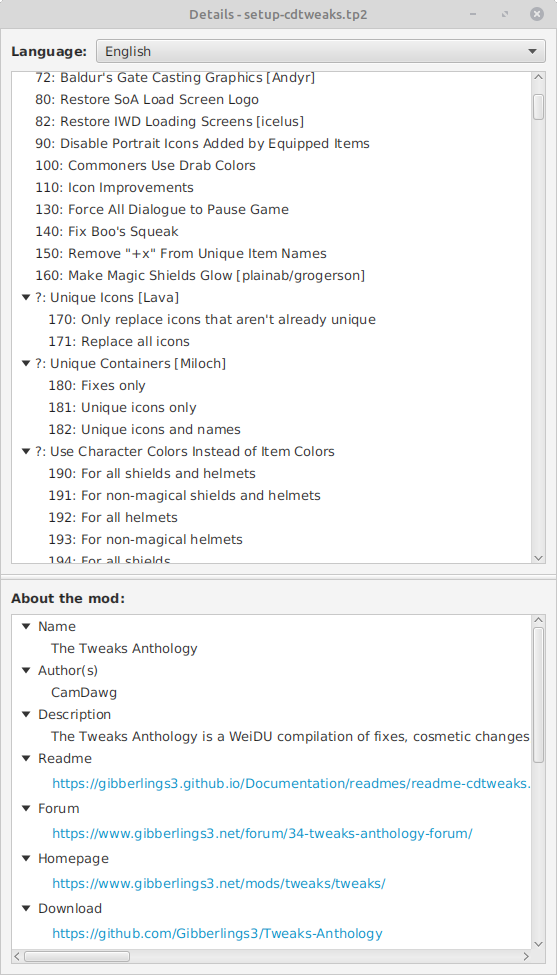 Details - setup-cdtweaks.tp2
Language: English
72: Baldur's Gate Casting Graphics [Andyr]
80: Restore SoA Load Screen Logo
82: Restore IWD Loading Screens [icelus]
90: Disable Portrait Icons Added by Equipped Items
100: Commoners Use Drab Colors
110: Icon Improvements
130: Force All Dialogue to Pause Game
140: Fix Boo's Squeak
150: Remove "+x" From Unique Item Names
160: Make Magic Shields Glow [plainab/grogerson]
?: Unique Icons [Lava]
170: Only replace icons that aren't already unique
171: Replace all icons
?: Unique Containers [Miloch]
180: Fixes only
181: Unique icons only
182: Unique icons and names
?: Use Character Colors Instead of Item Colors
190: For all shields and helmets
191: For non-magical shields and helmets
192: For all helmets
193: For non-magical helmets
194: For all shields
About the mod:
Name
The Tweaks Anthology
Author(s)
CamDawg
Description
The Tweaks Anthology is a WeiDU compilation of fixes, cosmetic changes
Readme
https://gibberlings3.github.io/Documentation/readmes/readme-cdtweaks.
Forum
https://www.gibberlings3.net/forum/34-tweaks-anthology-forum/
Homepage
https://www.gibberlings3.net/mods/tweaks/tweaks/
Download
https://github.com/Gibberlings3/Tweaks-Anthology